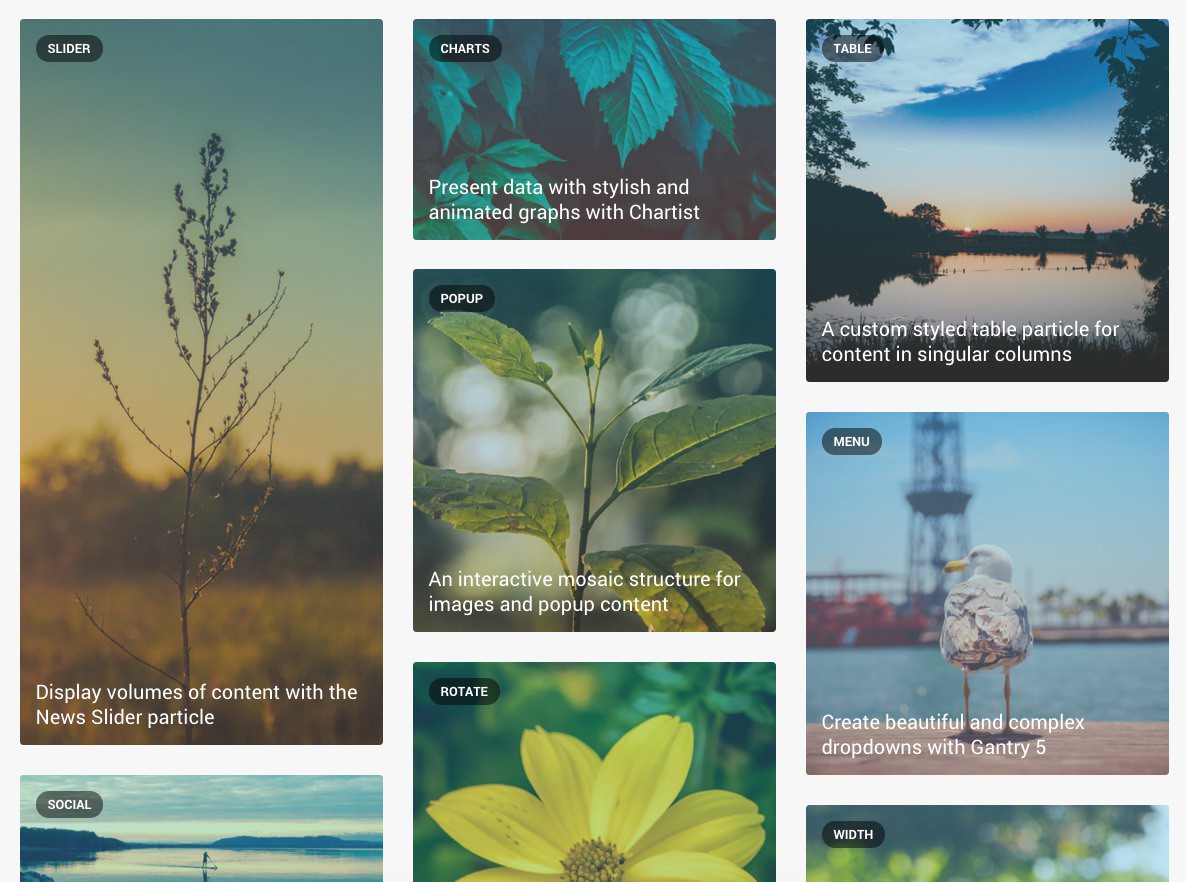 SLIDER
Display volumes of content with the
News Slider particle
SOCIAL
CHARTS
Present data with stylish and
animated graphs with Chartist
POPUP
An interactive mosaic structure for
images and popup content
ROTATE
TABLE
A custom styled table particle for
content in singular columns
MENU
Create beautiful and complex
dropdowns with Gantry 5
WIDTH